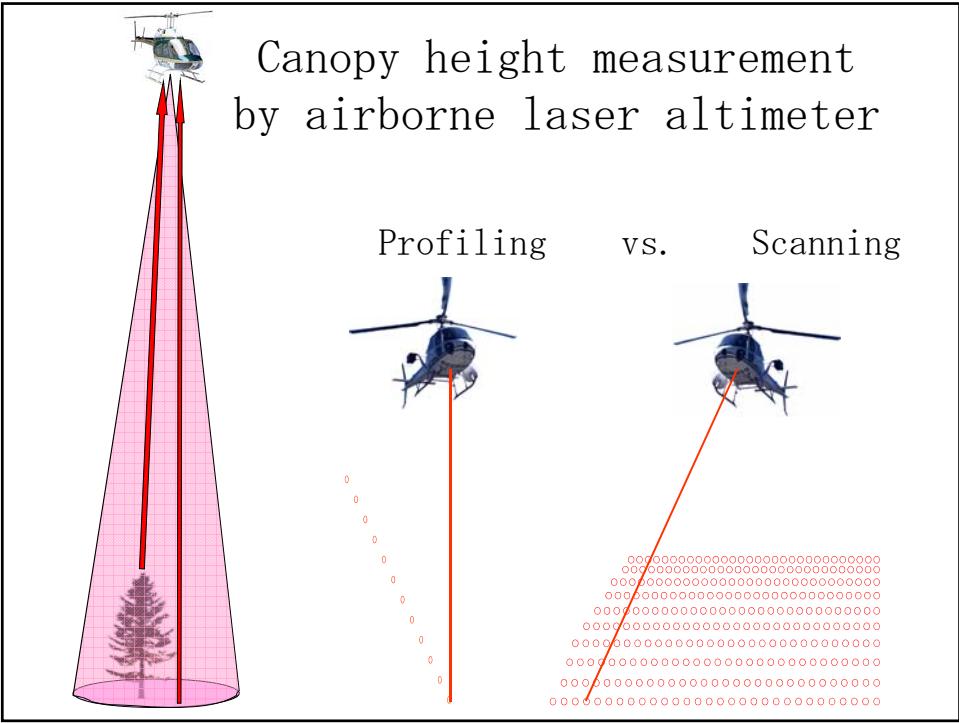 Canopy height measurement
by airborne laser altimeter
Profiling vs. Scanning